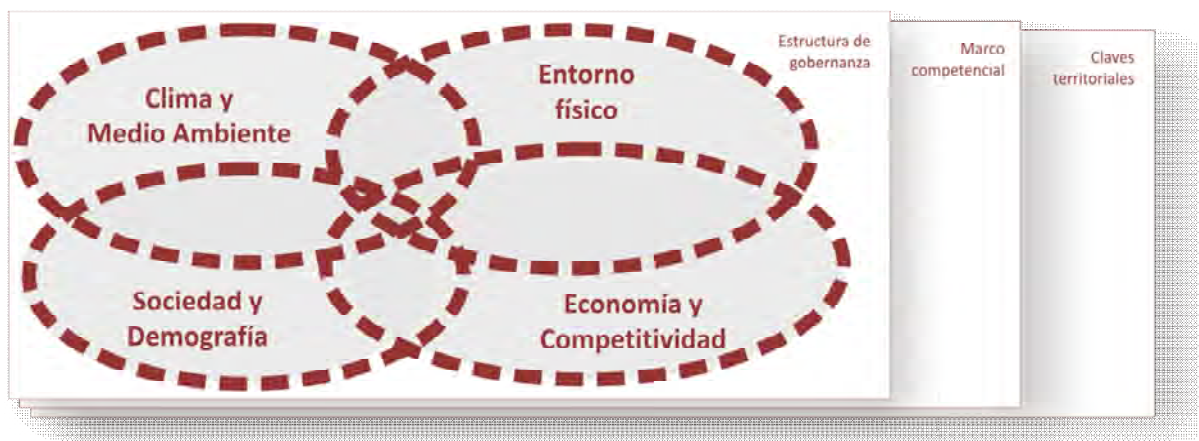 Clima y
Medio Ambiente
Entorno
físico
Estructura de
gobernanza
Marco
competencial
Claves
territoriales
Sociedad y
Demografía
Economía y
Competitividad